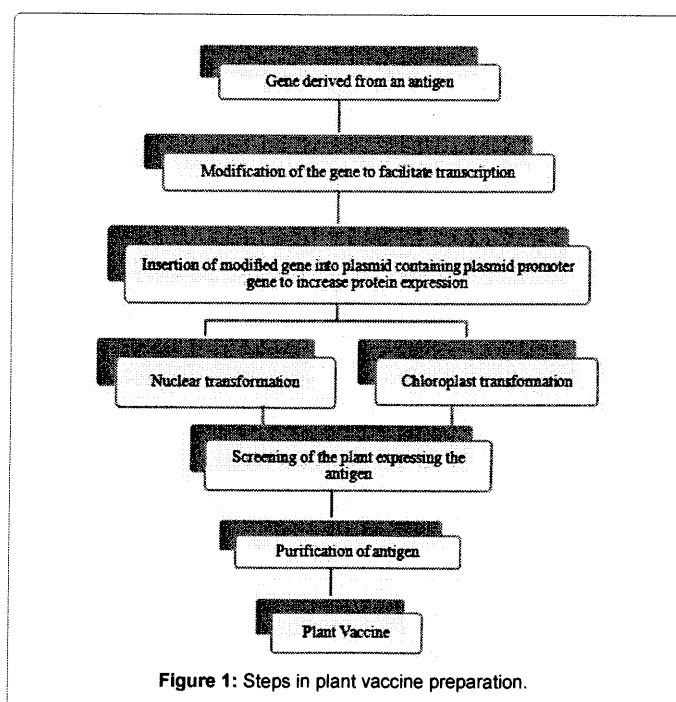 Gene derived from an antigen
Modification of the gene to facilitate transcription
Insertion of modified gene into plasmid containing plasmid promoter
gene to increase protein expression
Nuclear transformation
Chloroplast transformation
Screening of the plant expressing the
antigen
Purification of antigen
Plant Vaccine
Figure 1: Steps in plant vaccine preparation.